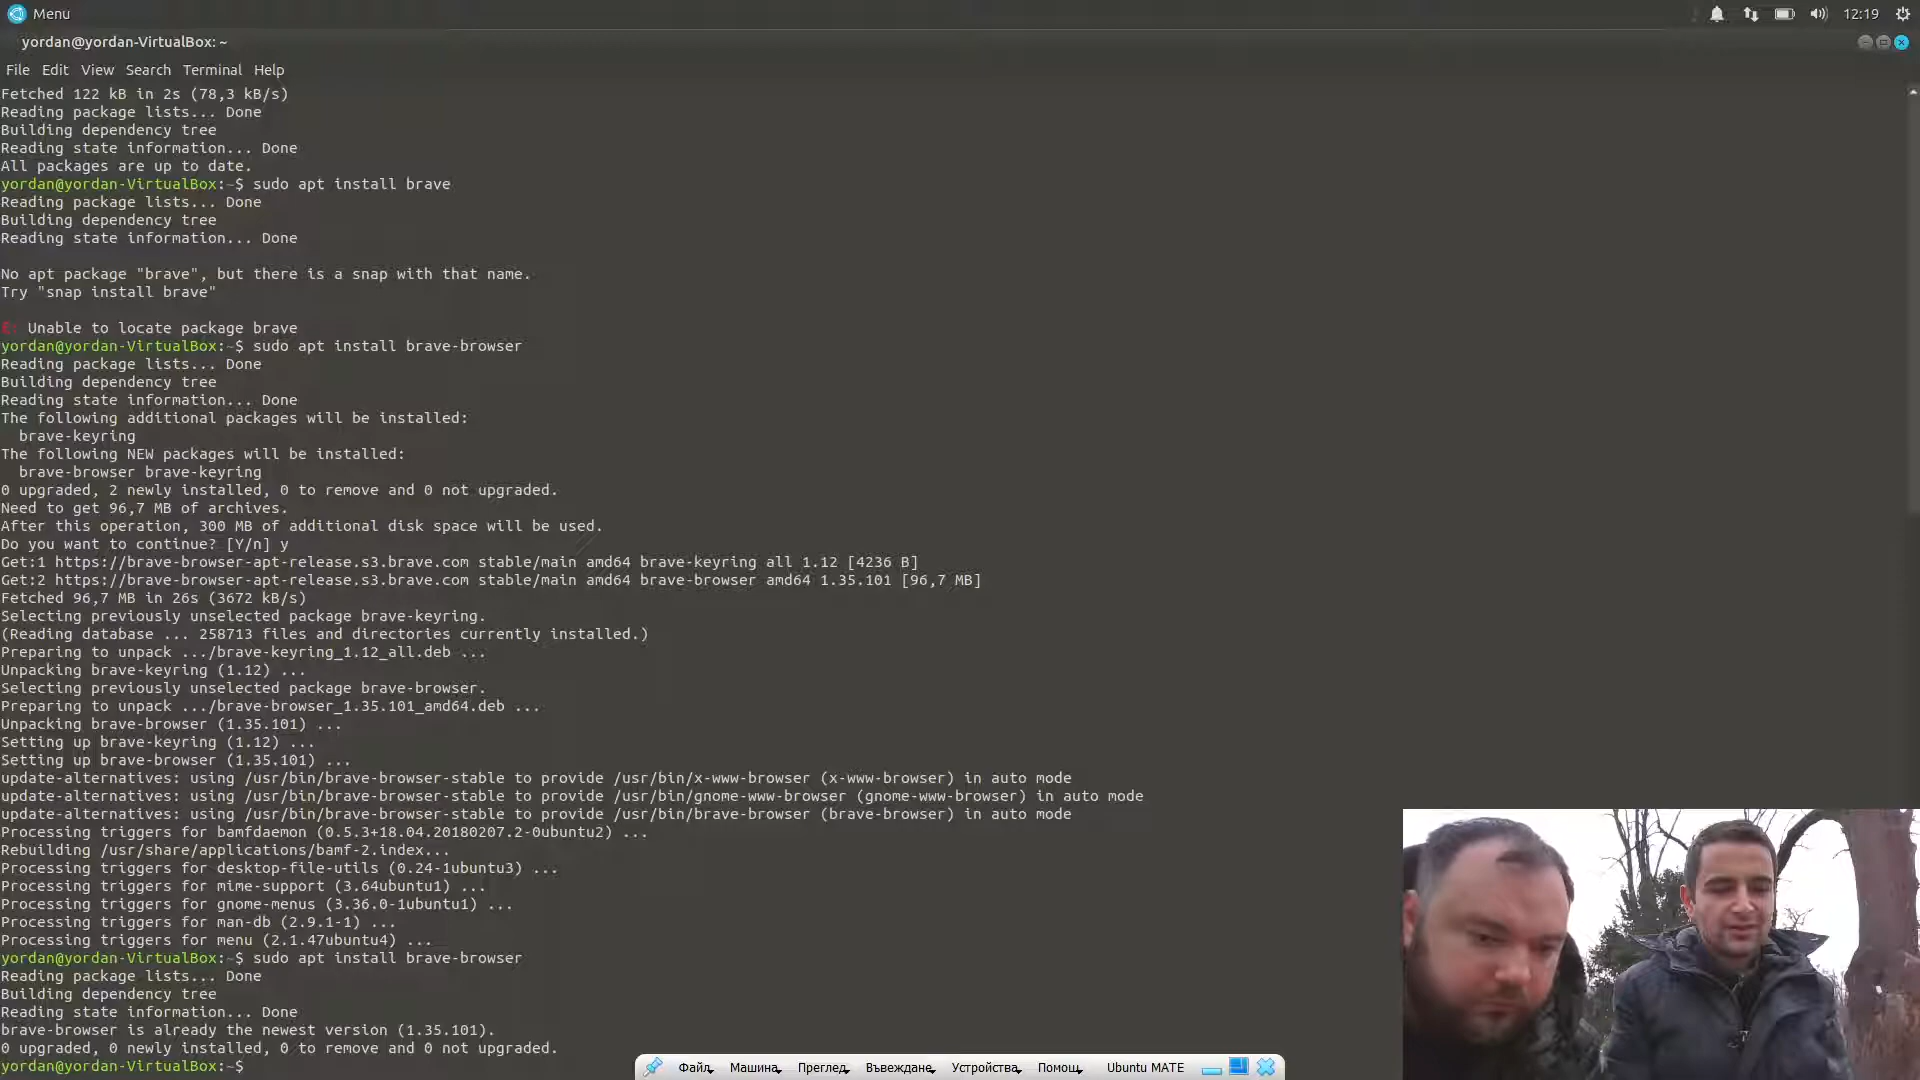 Menu
12:19
yordan@yordan-VirtualBox: ~
File Edit View Search Terminal Help
Fetched 122 kB in 2s (78,3 kB/s)
Reading package lists... Done
Building dependency tree
Reading state information... Done
All packages are up to date.
yordan@yordan-VirtualBox:~$ sudo apt install brave
Reading package lists... Done
Building dependency tree
Reading state information... Done
No apt package "brave", but there is a snap with that name.
Try "snap install brave"
E: Unable to locate package brave
yordan@yordan-VirtualBox:~$ sudo apt install brave-browser
Reading package lists... Done
Building dependency tree
Reading state information... Done
The following additional packages will be installed:
brave-keyring
The following NEW packages will be installed:
brave-browser brave-keyring
0 upgraded, 2 newly installed, 0 to remove and 0 not upgraded.
Need to get 96,7 MB of archives.
After this operation, 300 MB of additional disk space will be used.
Do you want to continue? [Y/n] y
Get:1 https://brave-browser-apt-release.s3.brave.com stable/main amd64 brave-keyring all 1.12 [4236 B]
Get:2 https://brave-browser-apt-release.s3.brave.com stable/main amd64 brave-browser amd64 1.35.101 [96,7 MB]
Fetched 96,7 MB in 26s (3672 kB/s)
Selecting previously unselected package brave-keyring.
(Reading database ... 258713 files and directories currently installed.)
Preparing to unpack .../brave-keyring_1.12_all.deb ...
Unpacking brave-keyring (1.12) ...
Selecting previously unselected package brave-browser.
Preparing to unpack .../brave-browser_1.35.101_amd64.deb ...
Unpacking brave-browser (1.35.101) ...
Setting up brave-keyring (1.12) ...
Setting up brave-browser (1.35.101) ...
update-alternatives: using /usr/bin/brave-browser-stable to provide /usr/bin/x-www-browser (x-www-browser) in auto mode
update-alternatives: using /usr/bin/brave-browser-stable to provide /usr/bin/gnome-www-browser (gnome-www-browser) in auto mode
update-alternatives: using /usr/bin/brave-browser-stable to provide /usr/bin/brave-browser (brave-browser) in auto mode
Processing triggers for bamfdaemon (0.5.3+18.04.20180207.2-0ubuntu2) ...
Rebuilding /usr/share/applications/bamf-2.index...
Processing triggers for desktop-file-utils (0.24-1ubuntu3) ...
Processing triggers for mime-support (3.64ubuntu1) ...
Processing triggers for gnome-menus (3.36.0-1ubuntu1) ...
Processing triggers for man-db (2.9.1-1) ...
Processing triggers for menu (2.1.47ubuntu4) ...
yordan@yordan-VirtualBox:~$ sudo apt install brave-browser
Reading package lists... Done
Building dependency tree
Reading state information... Done
brave-browser is already the newest version (1.35.101).
0 upgraded, 0 newly installed, 0 to remove and 0 not upgraded.
yordan@yordan-VirtualBox:~$
Файл Машина Преглед Въвеждане Устройства Помощ Ubuntu MATE